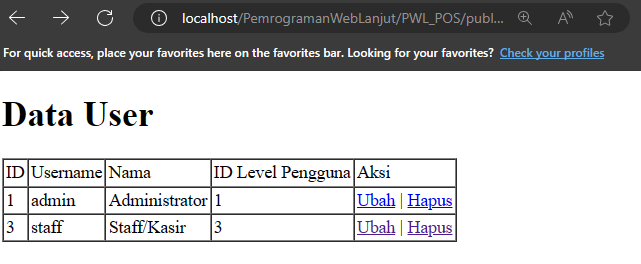 localhost/PemrogramanWebLanjut/PWL_POS/publ...
For quick access, place your favorites here on the favorites bar. Looking for your favorites? Check your profiles
Data User
ID Username Nama ID Level Pengguna Aksi
1 admin Administrator 1 Ubah | Hapus
3 staff Staff/Kasir 3 Ubah | Hapus